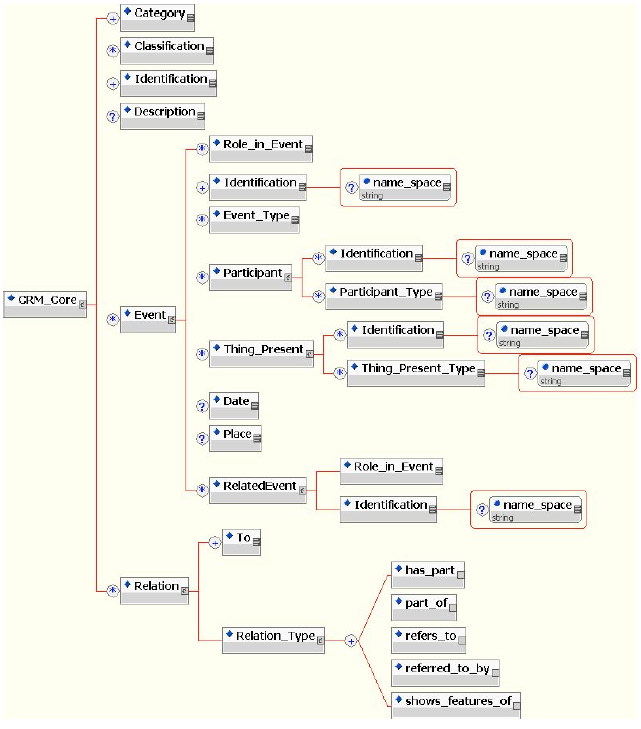 Category
Classification
Identification
Description
Role_in_Event
Identification
name_space
string
Event_Type
Participant
Identification
name_space
string
Participant_Type
name_space
string
CRM_Core
Event
Thing_Present
Identification
name_space
string
Thing_Present_Type
name_space
string
Date
Place
RelatedEvent
Role_in_Event
Identification
name_space
string
Relation
To
Relation_Type
has_part
part_of
refers_to
referred_to_by
shows_features_of